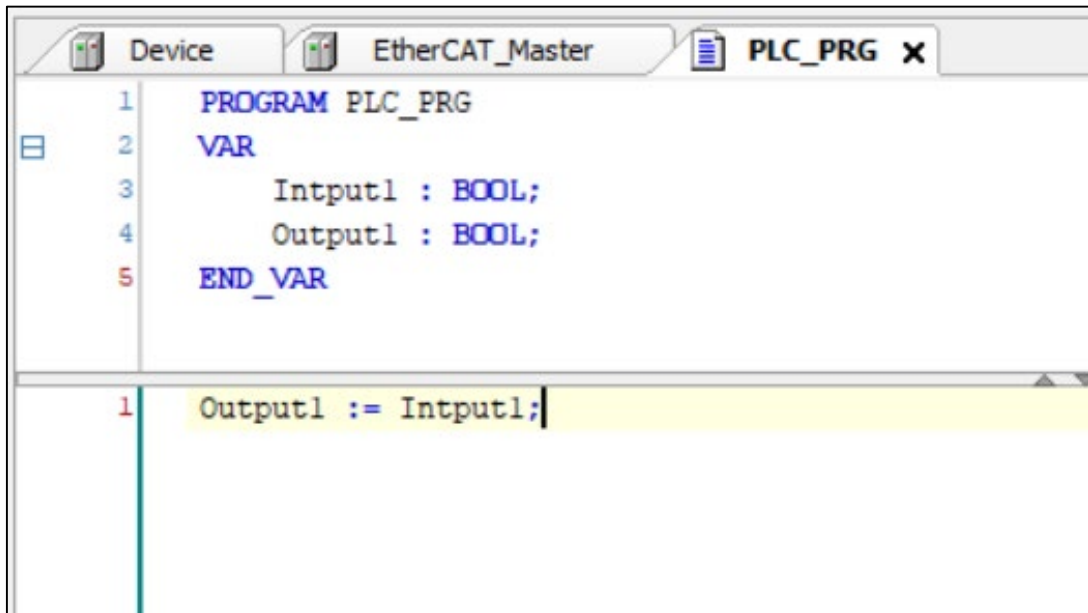 Device EtherCAT_Master PLC_PRG
1 PROGRAM PLC_PRG
2 VAR
3 Intput1 : BOOL;
4 Output1 : BOOL;
5 END_VAR
1 Output1 := Intput1;